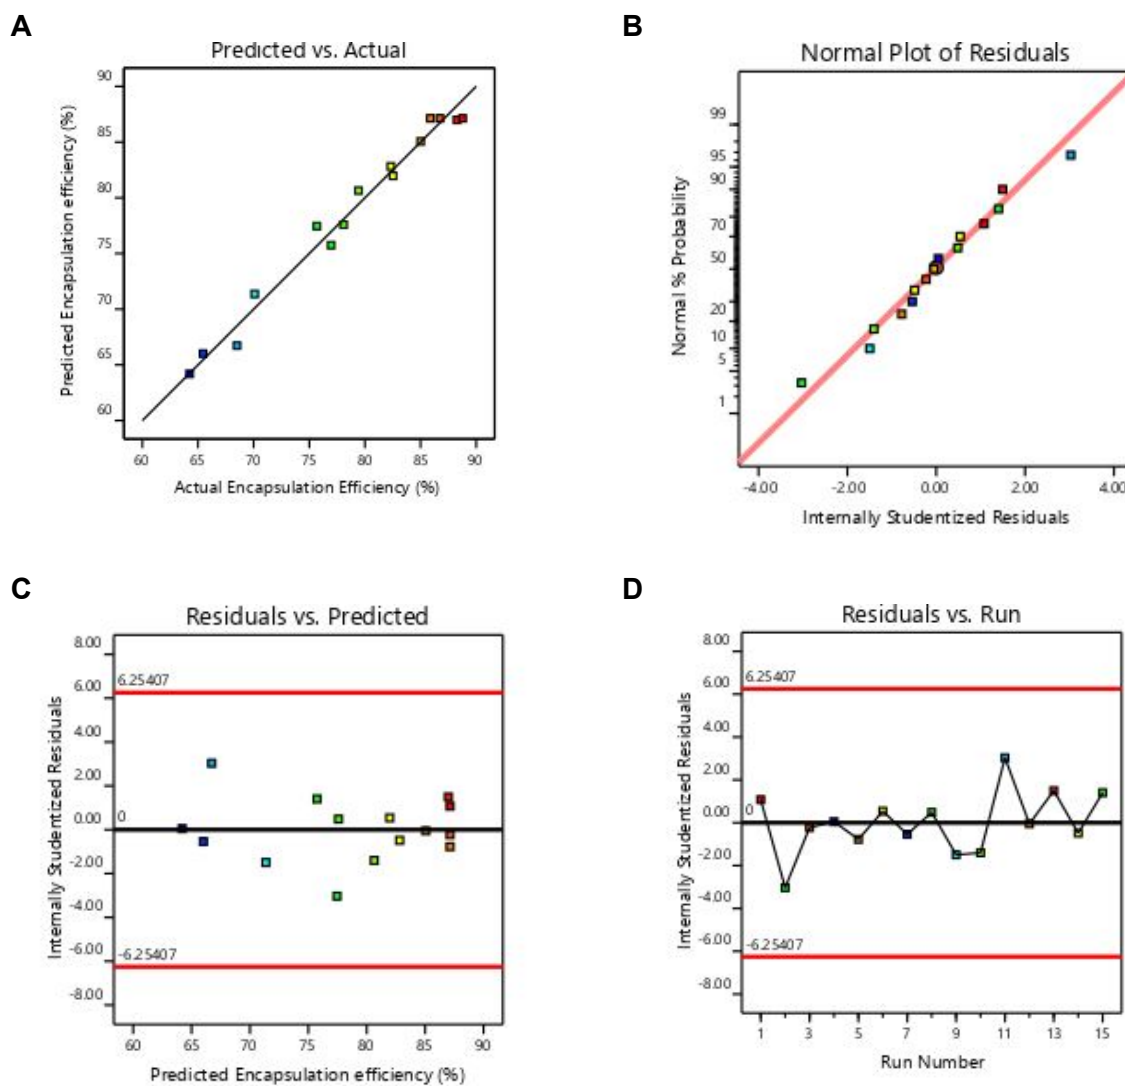 A
Predicted vs. Actual
Predicted Encapsulation efficiency (%)
90
85
80
75
70
65
60
60 65 70 75 80 85 90
Actual Encapsulation Efficiency (%)
B
Normal Plot of Residuals
Normal % Probability
99
95
90
70
50
20
10
5
1
-4.00 -2.00 0.00 2.00 4.00
Internally Studentized Residuals
C
Residuals vs. Predicted
Internally Studentized Residuals
8.00
6.25407
6.00
4.00
2.00
0.00
0
-2.00
-4.00
-6.00
-6.25407
-8.00
60 65 70 75 80 85 90
Predicted Encapsulation efficiency (%)
D
Residuals vs. Run
Internally Studentized Residuals
8.00
6.25407
6.00
4.00
2.00
0.00
0
-2.00
-4.00
-6.00
-6.25407
-8.00
1 3 5 7 9 11 13 15
Run Number